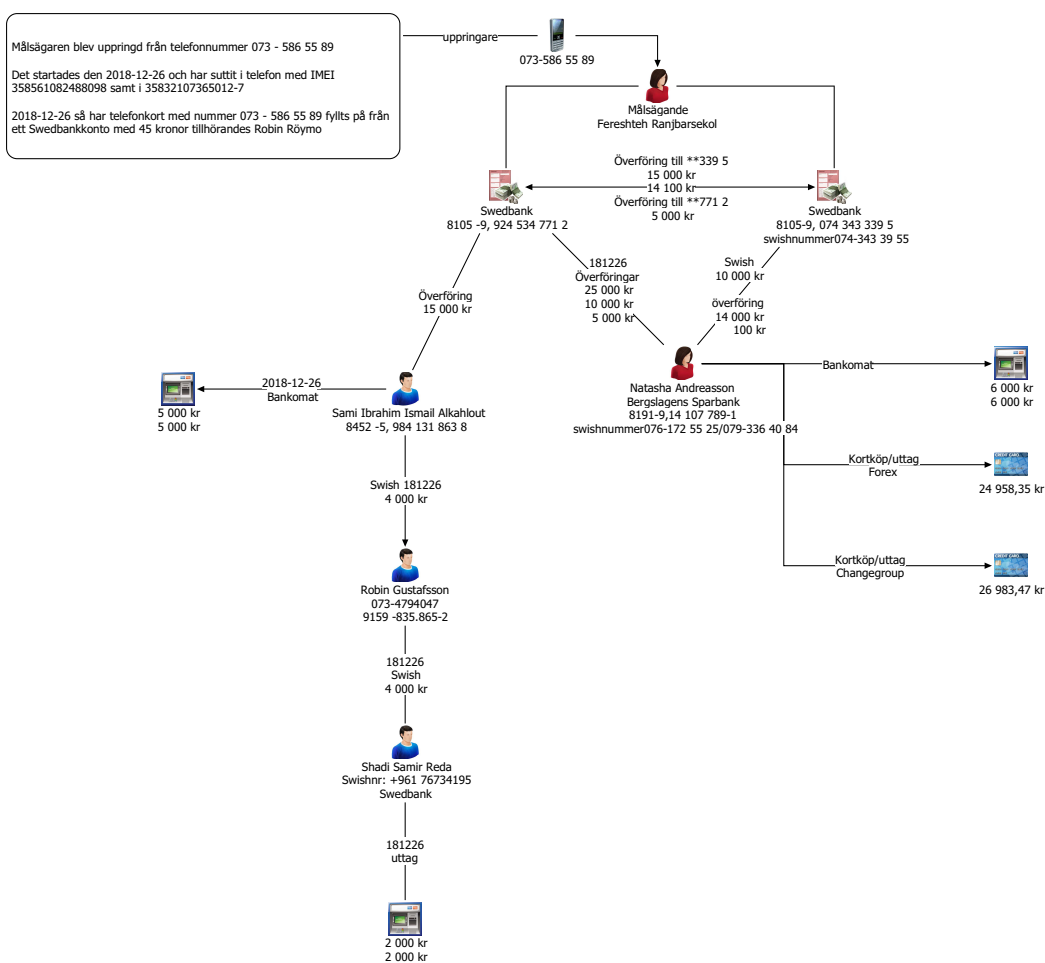 Målsägaren blev uppringd från telefonnummer 073 - 586 55 89
Det startades den 2018-12-26 och har suttit i telefon med IMEI
358561082488098 samt i 35832107365012-7
2018-12-26 så har telefonkort med nummer 073 - 586 55 89 fyllts på från
ett Swedbankkonto med 45 kronor tillhörandes Robin Röymo
uppringare
073-586 55 89
Målsägande
Fereshteh Ranjbarsekol
Överföring till **339 5
15 000 kr
14 100 kr
Överföring till **771 2
5 000 kr
Swedbank
8105 -9, 924 534 771 2
Swedbank
8105-9, 074 343 339 5
swishnummer074-343 39 55
181226
Överföringar
25 000 kr
10 000 kr
5 000 kr
Swish
10 000 kr
överföring
14 000 kr
100 kr
Överföring
15 000 kr
Natasha Andreasson
Bergslagens Sparbank
8191-9,14 107 789-1
swishnummer076-172 55 25/079-336 40 84
Bankomat
6 000 kr
6 000 kr
2018-12-26
Bankomat
5 000 kr
5 000 kr
Sami Ibrahim Ismail Alkahlout
8452 -5, 984 131 863 8
Kortköp/uttag
Forex
CREDIT CARD
24 958,35 kr
Swish 181226
4 000 kr
Kortköp/uttag
Changegroup
CREDIT CARD
26 983,47 kr
Robin Gustafsson
073-4794047
9159 -835.865-2
181226
Swish
4 000 kr
Shadi Samir Reda
Swishnr: +961 76734195
Swedbank
181226
uttag
2 000 kr
2 000 kr